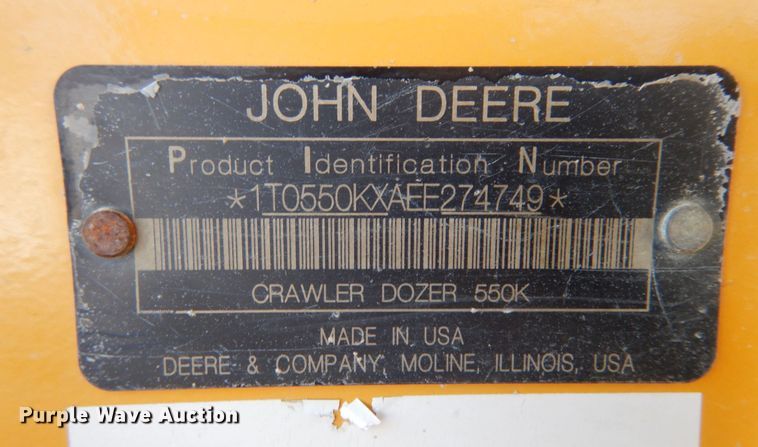 JOHN DEERE
Product Identification Number
*1T0550KXAEE274749*
CRAWLER DOZER 550K
MADE IN USA
DEERE & COMPANY, MOLINE, ILLINOIS, USA
Purple Wave Auction